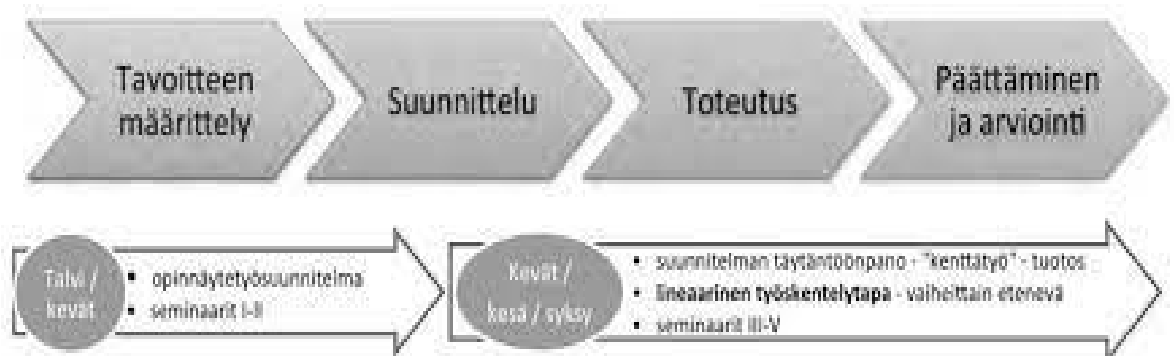 Tavoitteen
määrittely
Suunnittelu
Toteutus
Päättäminen
ja arviointi
Talvi /
kevät
• opinnäytetyösuunnitelma
• seminaarit I-II
Kevät /
kesä / syksy
• suunnitelman täytäntöönpano - "kenttätyö" - tuotos
• lineaarinen työskentelytapa - vaiheittain etenevä
• seminaarit III-V